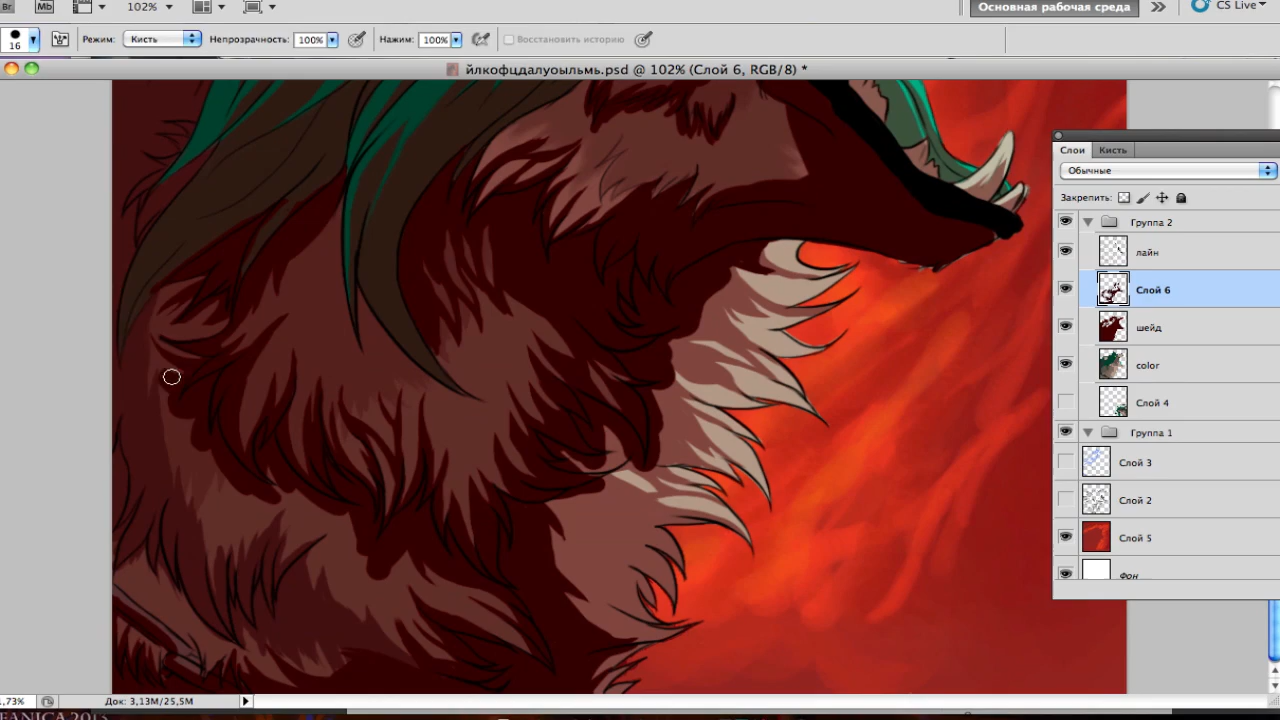 Br
Mb
102%
Основная рабочая среда
CS Live
16
Режим:
Кисть
Непрозрачность:
100%
Нажим:
100%
Восстановить историю
йлкофцдалуоыльмь.psd @ 102% (Слой 6, RGB/8) *
Слои
Кисть
Обычные
Закрепить:
Группа 2
лайн
Слой 6
шейд
color
Слой 4
Группа 1
Слой 3
Слой 2
Слой 5
Фон
,73%
Док: 3,13M/25,5M